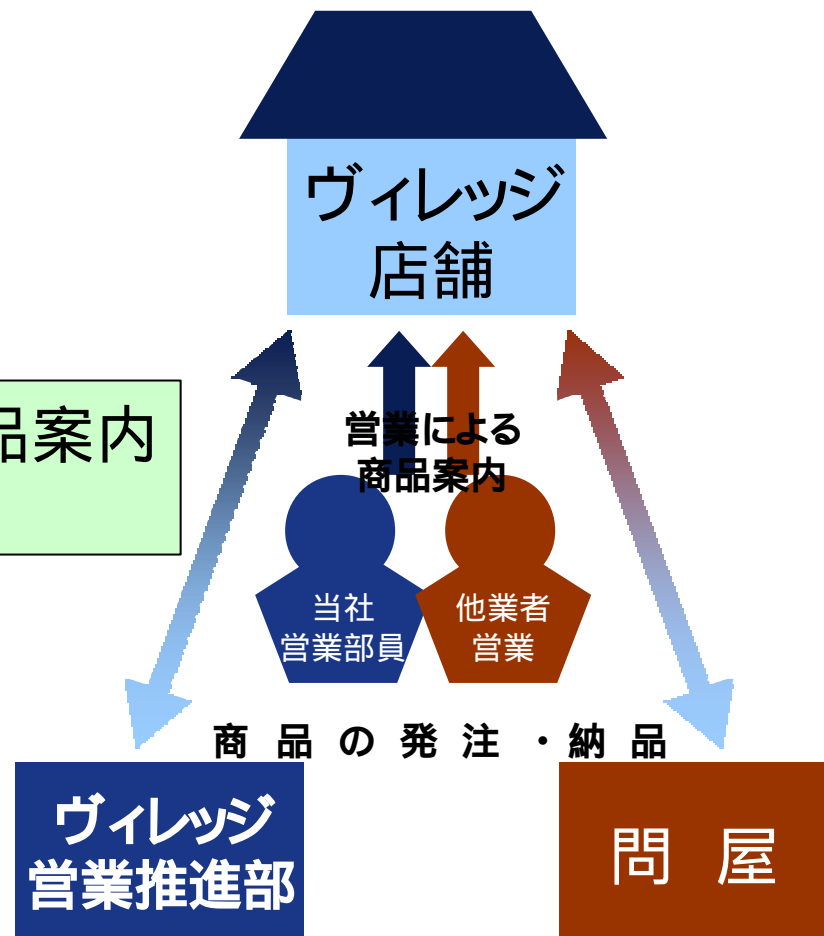 ヴィレッジ
店舗
品案内
営業による
商品案内
当社
営業部員
他業者
営業
商品の発注・納品
ヴィレッジ
営業推進部
問屋